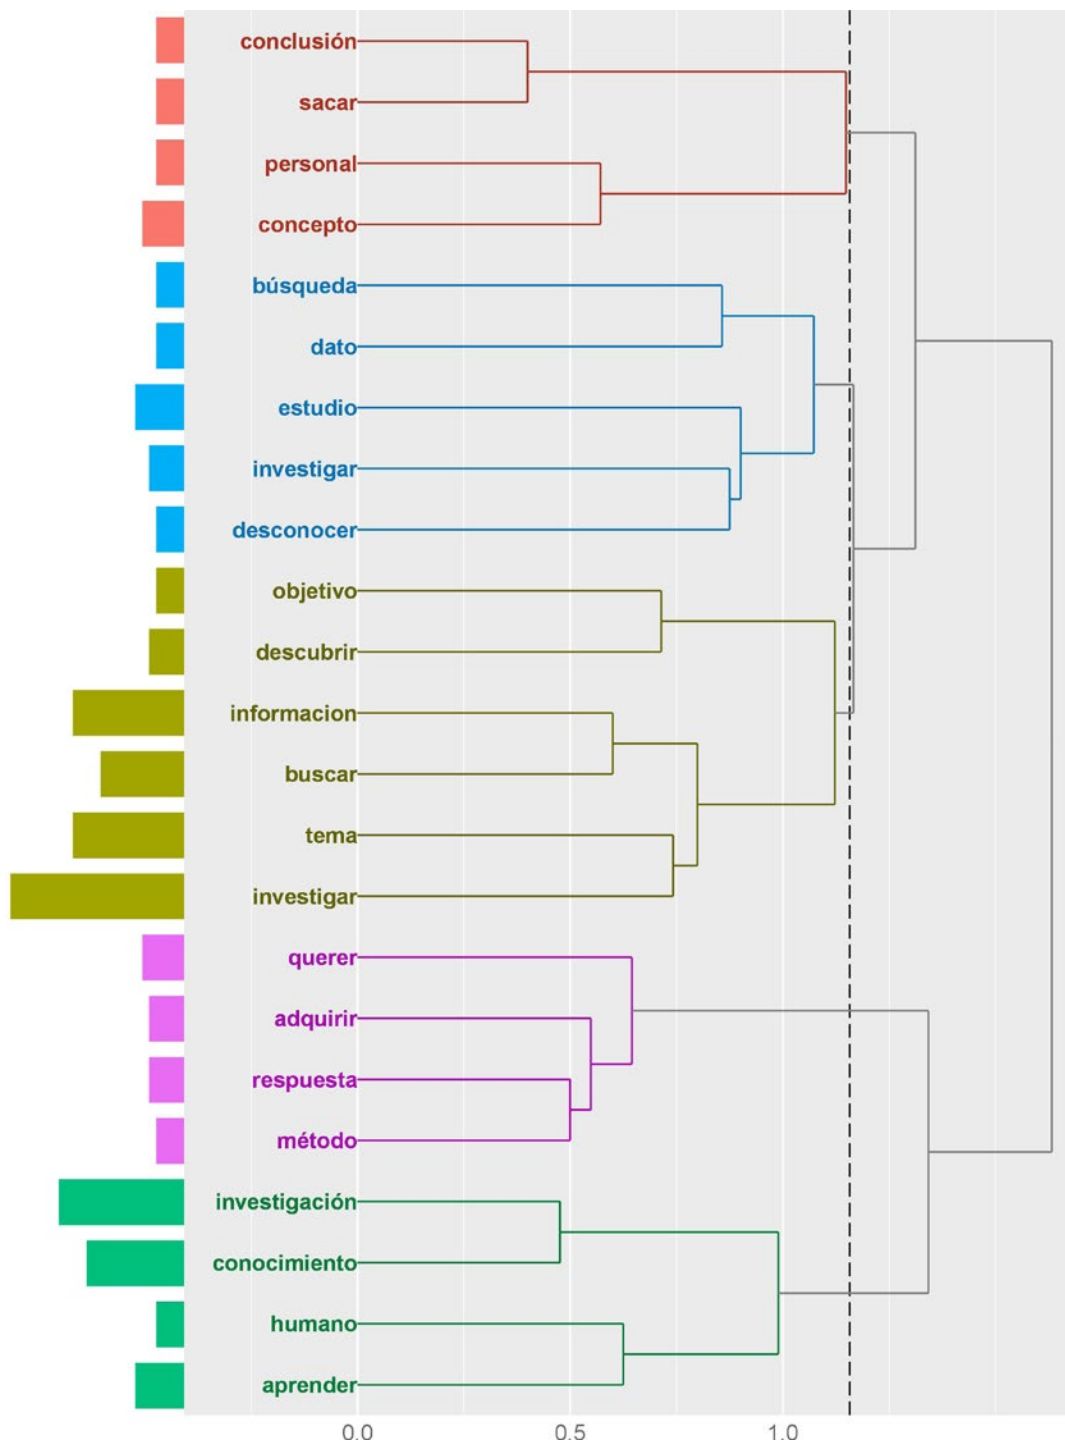 conclusión
sacar
personal
concepto
búsqueda
dato
estudio
investigar
desconocer
objetivo
descubrir
informacion
buscar
tema
investigar
querer
adquirir
respuesta
método
investigación
conocimiento
humano
aprender
0.0 0.5 1.0